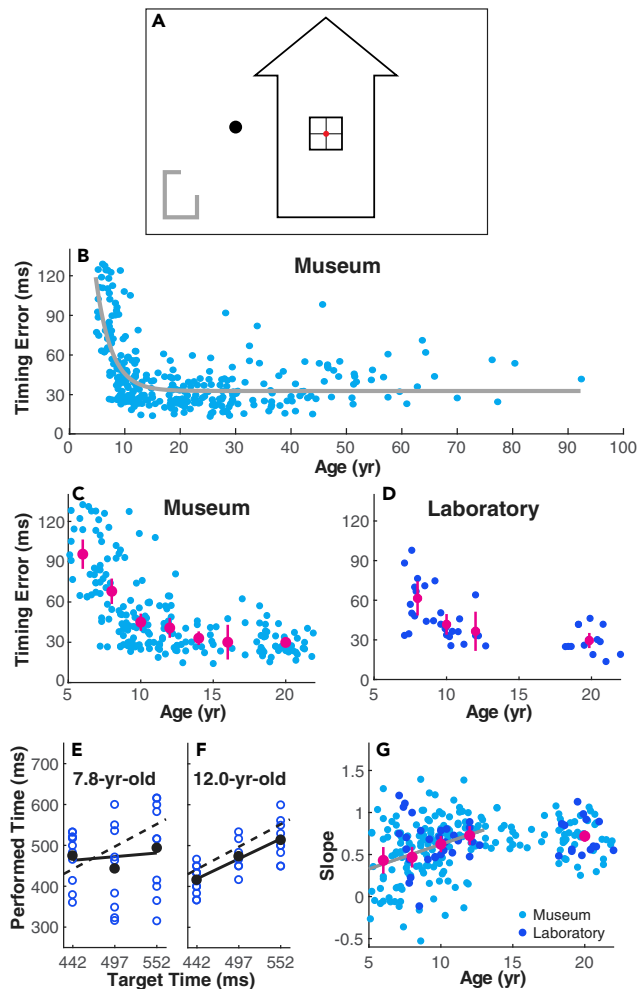 A
B
Museum
Timing Error (ms)
120
90
60
30
0
0 10 20 30 40 50 60 70 80 90 100
Age (yr)
C
Museum
Timing Error (ms)
120
90
60
30
0
5 10 15 20
Age (yr)
D
Laboratory
120
90
60
30
0
5 10 15 20
Age (yr)
E
7.8-yr-old
Performed Time (ms)
700
600
500
400
300
442 497 552
F
12.0-yr-old
442 497 552
Target Time (ms)
G
Slope
1.5
1
0.5
0
-0.5
5 10 15 20
Age (yr)
Museum
Laboratory